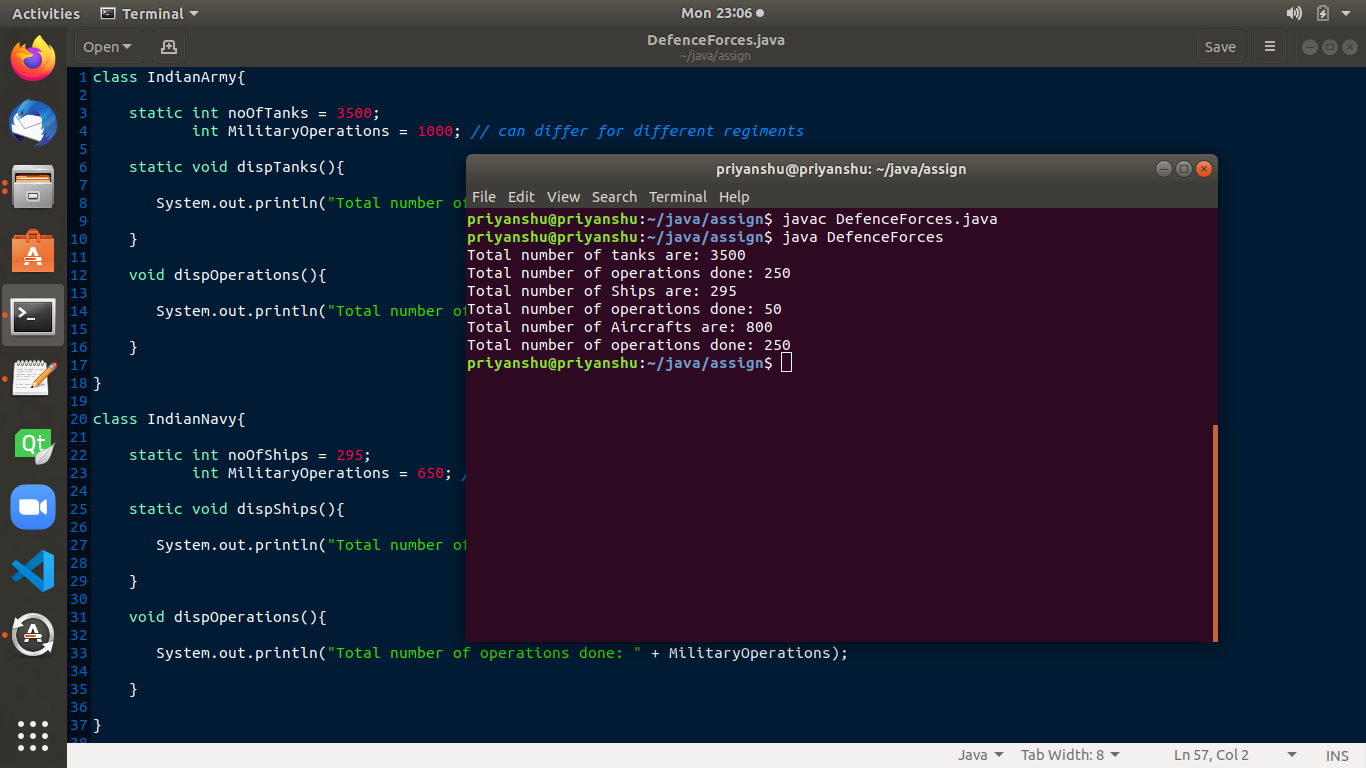 Activities Terminal Mon 23:06
Open DefenceForces.java Save
~/java/assign
1 class IndianArmy{
2
3 static int noOfTanks = 3500;
4 int MilitaryOperations = 1000; // can differ for different regiments
5
6 static void dispTanks(){
7
8 System.out.println("Total number of
9
10 }
11
12 void dispOperations(){
13
14 System.out.println("Total number of
15
16 }
17
18 }
19
20 class IndianNavy{
21
22 static int noOfShips = 295;
23 int MilitaryOperations = 650; /
24
25 static void dispShips(){
26
27 System.out.println("Total number of
28
29 }
30
31 void dispOperations(){
32
33 System.out.println("Total number of operations done: " + MilitaryOperations);
34
35 }
36
37 }
38
priyanshu@priyanshu: ~/java/assign
File Edit View Search Terminal Help
priyanshu@priyanshu:~/java/assign$ javac DefenceForces.java
priyanshu@priyanshu:~/java/assign$ java DefenceForces
Total number of tanks are: 3500
Total number of operations done: 250
Total number of Ships are: 295
Total number of operations done: 50
Total number of Aircrafts are: 800
Total number of operations done: 250
priyanshu@priyanshu:~/java/assign$
Qt
Java Tab Width: 8 Ln 57, Col 2 INS